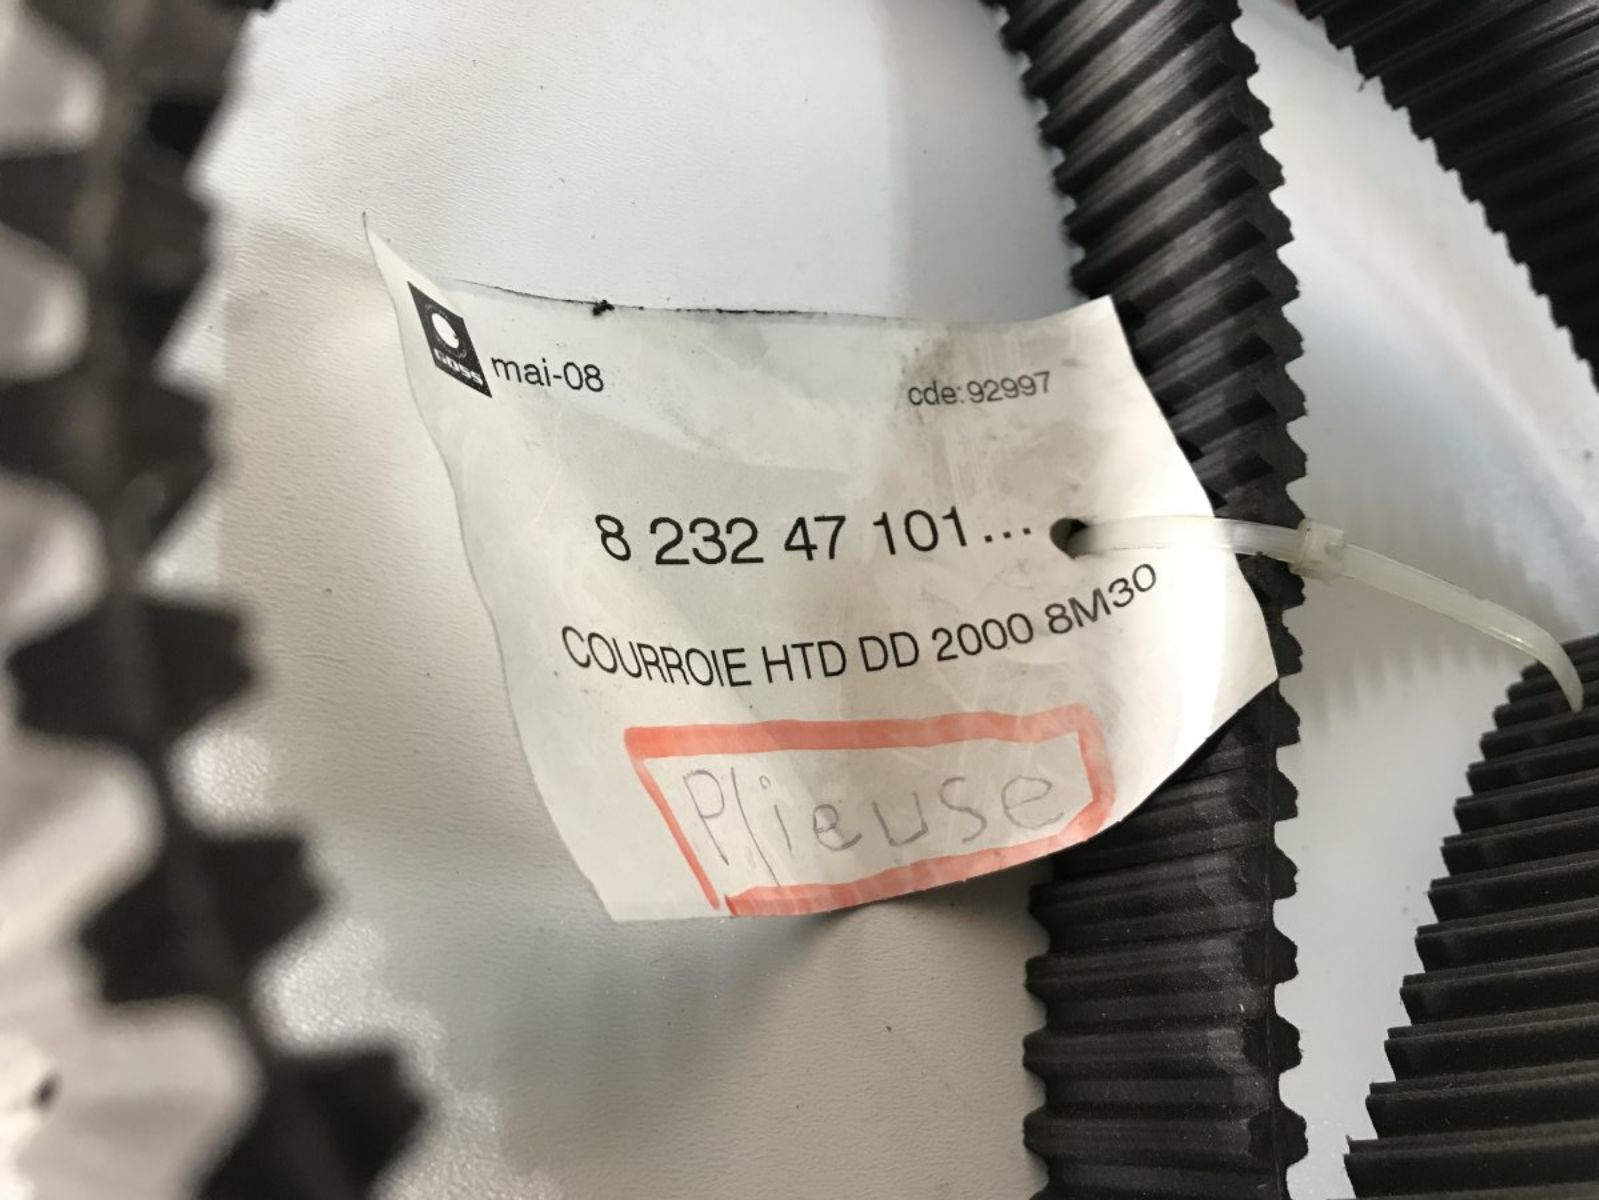 GOSS
mai-08
cde:92997
8 232 47 101...
COURROIE HTD DD 2000 8M30
Plieuse